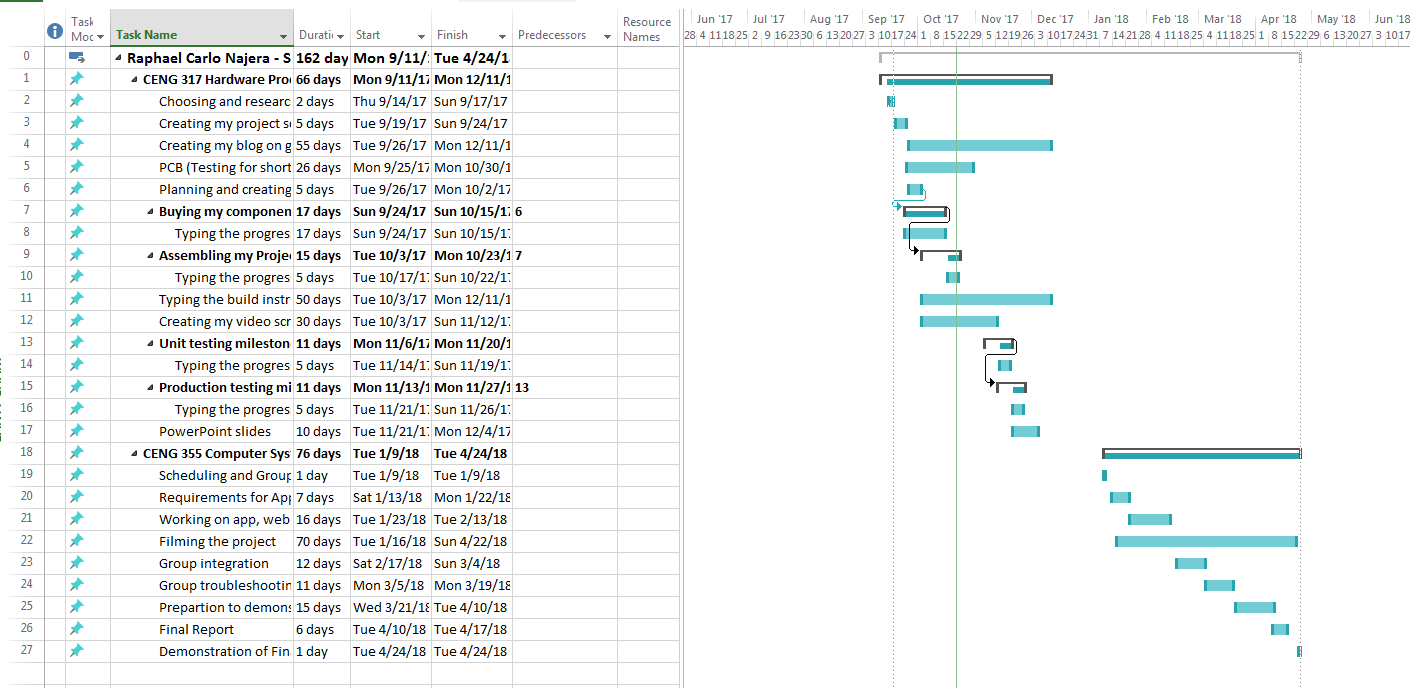 Task Moc Task Name Duratio Start Finish Predecessors Resource Names
Jun '17 Jul '17 Aug '17 Sep '17 Oct '17 Nov '17 Dec '17 Jan '18 Feb '18 Mar '18 Apr '18 May '18 Jun '18
28 4 11 18 25 2 9 16 23 30 6 13 20 27 3 10 17 24 1 8 15 22 29 5 12 19 26 3 10 17 24 31 7 14 21 28 4 11 18 25 4 11 18 25 1 8 15 22 29 6 13 20 27 3 10 17
0 Raphael Carlo Najera - S 162 day Mon 9/11/ Tue 4/24/1
1 CENG 317 Hardware Pro 66 days Mon 9/11/17 Mon 12/11/1
2 Choosing and researc 2 days Thu 9/14/17 Sun 9/17/17
3 Creating my project s 5 days Tue 9/19/17 Sun 9/24/17
4 Creating my blog on g 55 days Tue 9/26/17 Mon 12/11/1
5 PCB (Testing for short 26 days Mon 9/25/17 Mon 10/30/1
6 Planning and creating 5 days Tue 9/26/17 Mon 10/2/17
7 Buying my componen 17 days Sun 9/24/17 Sun 10/15/1 6
8 Typing the progres 17 days Sun 9/24/17 Sun 10/15/1
9 Assembling my Proje 15 days Tue 10/3/17 Mon 10/23/1 7
10 Typing the progres 5 days Tue 10/17/1 Sun 10/22/17
11 Typing the build instr 50 days Tue 10/3/17 Mon 12/11/1
12 Creating my video scr 30 days Tue 10/3/17 Sun 11/12/17
13 Unit testing mileston 11 days Mon 11/6/17 Mon 11/20/1
14 Typing the progres 5 days Tue 11/14/1 Sun 11/19/17
15 Production testing mi 11 days Mon 11/13/1 Mon 11/27/1 13
16 Typing the progres 5 days Tue 11/21/1 Sun 11/26/17
17 PowerPoint slides 10 days Tue 11/21/1 Mon 12/4/17
18 CENG 355 Computer Sys 76 days Tue 1/9/18 Tue 4/24/18
19 Scheduling and Group 1 day Tue 1/9/18 Tue 1/9/18
20 Requirements for App 7 days Sat 1/13/18 Mon 1/22/18
21 Working on app, web 16 days Tue 1/23/18 Tue 2/13/18
22 Filming the project 70 days Tue 1/16/18 Sun 4/22/18
23 Group integration 12 days Sat 2/17/18 Sun 3/4/18
24 Group troubleshootin 11 days Mon 3/5/18 Mon 3/19/18
25 Prepartion to demons 15 days Wed 3/21/18 Tue 4/10/18
26 Final Report 6 days Tue 4/10/18 Tue 4/17/18
27 Demonstration of Fin 1 day Tue 4/24/18 Tue 4/24/18